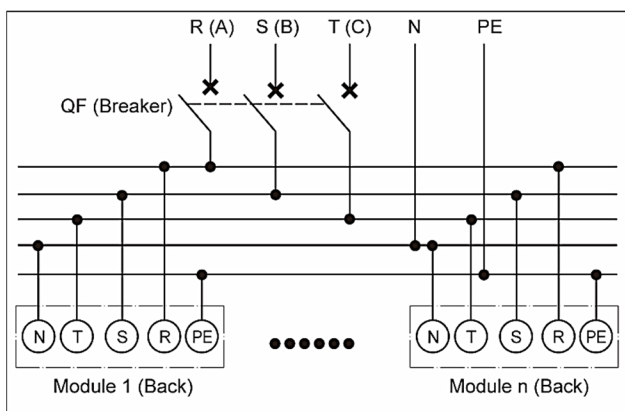 R (A) S (B) T (C) N PE
QF (Breaker)
N T S R PE N T S R PE
Module 1 (Back) Module n (Back)